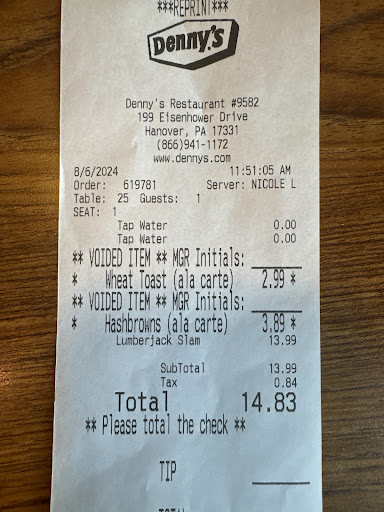 ***REPRINT***
Denny's
Denny's Restaurant #9582
199 Eisenhower Drive
Hanover, PA 17331
(866)941-1172
www.dennys.com
8/6/2024 11:51:05 AM
Order: 619781 Server: NICOLE L
Table: 25 Guests: 1
SEAT: 1
Tap Water 0.00
Tap Water 0.00
** VOIDED ITEM ** MGR Initials: ______
* Wheat Toast (ala carte) 2.99 *
** VOIDED ITEM ** MGR Initials: ______
* Hashbrowns (ala carte) 3.89 *
Lumberjack Slam 13.99
SubTotal 13.99
Tax 0.84
Total 14.83
** Please total the check **
TIP ______